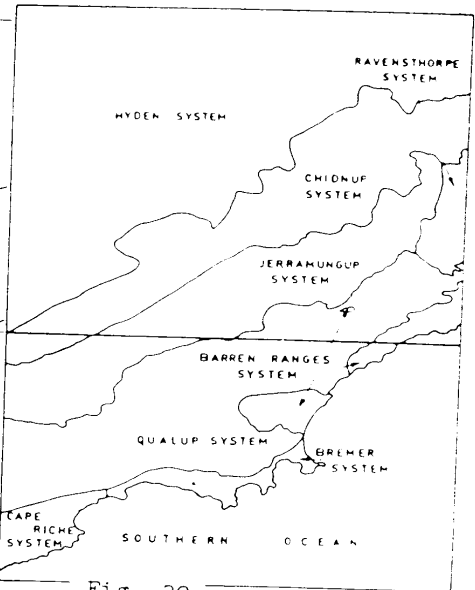 RAVENSTHORPE
SYSTEM
HYDEN SYSTEM
CHIDNUP
SYSTEM
JERRAMUNGUP
SYSTEM
BARREN RANGES
SYSTEM
QUALUP SYSTEM
BREMER
SYSTEM
CAPE
RICHE
SYSTEM
SOUTHERN OCEAN